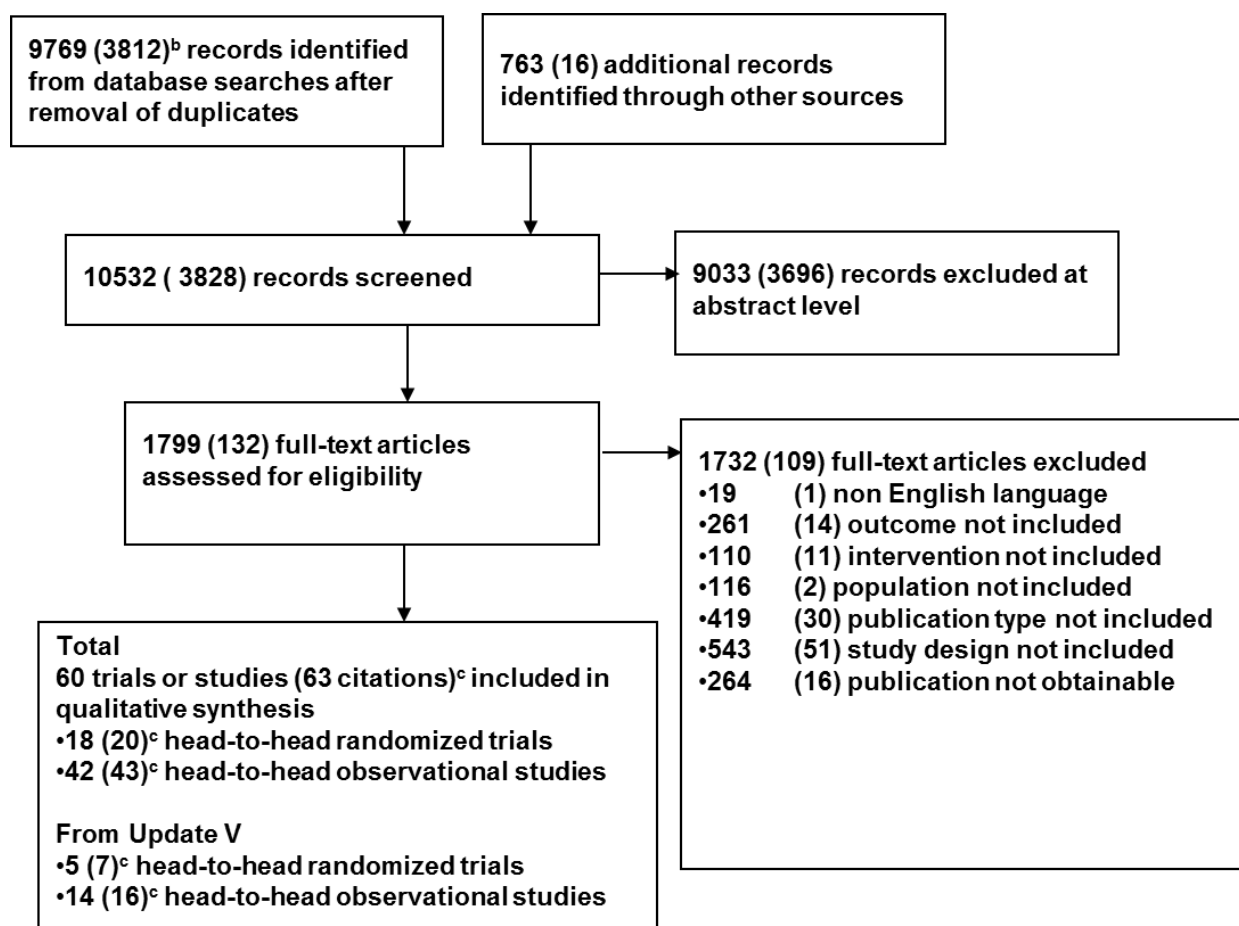 9769 (3812)ᵇ records identified
from database searches after
removal of duplicates
763 (16) additional records
identified through other sources
10532 ( 3828) records screened
9033 (3696) records excluded at
abstract level
1799 (132) full-text articles
assessed for eligibility
1732 (109) full-text articles excluded
•19 (1) non English language
•261 (14) outcome not included
•110 (11) intervention not included
•116 (2) population not included
•419 (30) publication type not included
•543 (51) study design not included
•264 (16) publication not obtainable
Total
60 trials or studies (63 citations)ᶜ included in
qualitative synthesis
•18 (20)ᶜ head-to-head randomized trials
•42 (43)ᶜ head-to-head observational studies
From Update V
•5 (7)ᶜ head-to-head randomized trials
•14 (16)ᶜ head-to-head observational studies